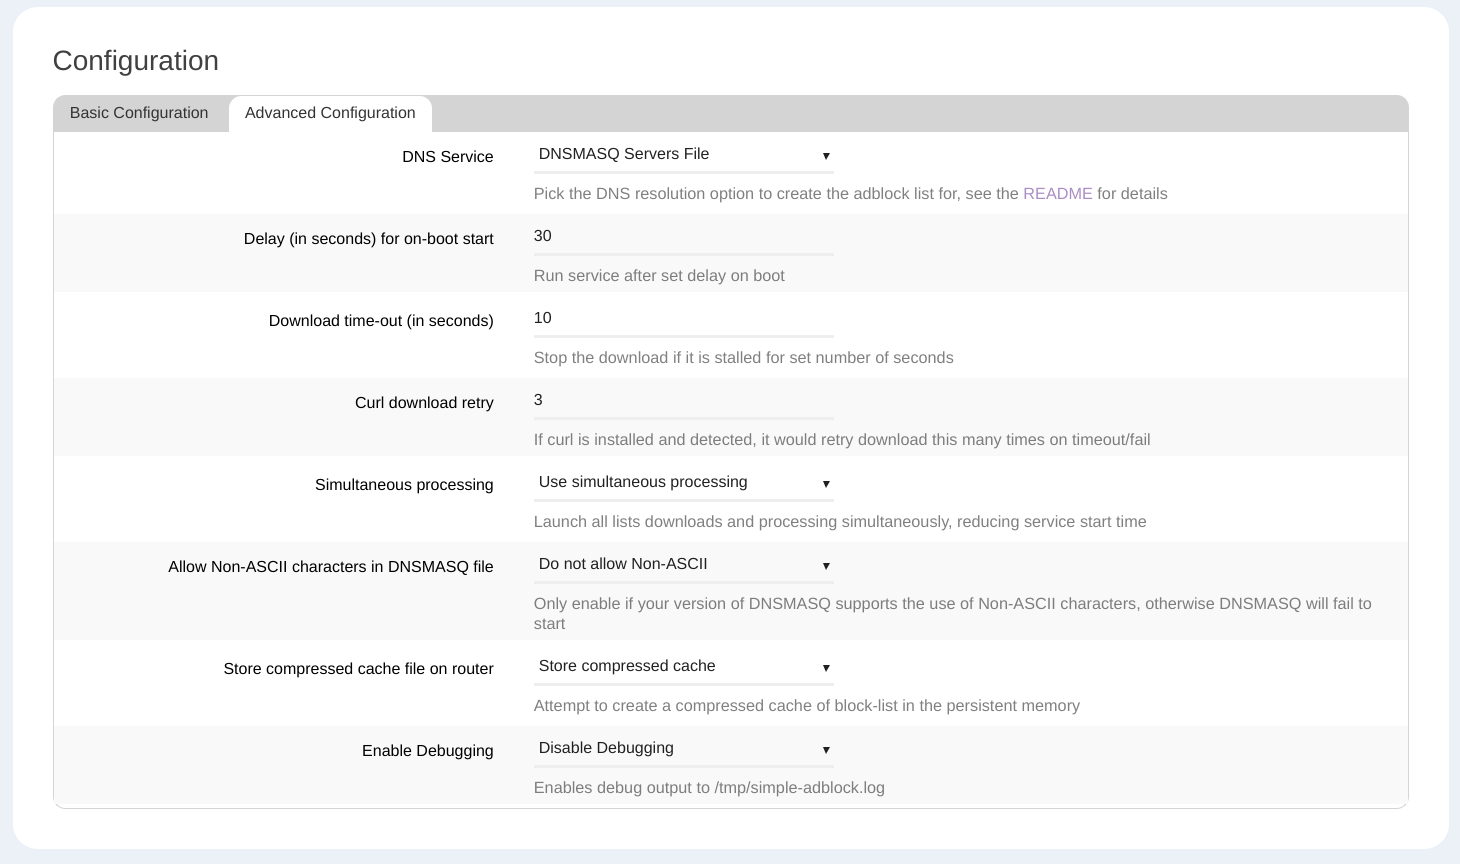 Configuration
Basic Configuration
Advanced Configuration
DNS Service
DNSMASQ Servers File
Pick the DNS resolution option to create the adblock list for, see the README for details
Delay (in seconds) for on-boot start
30
Run service after set delay on boot
Download time-out (in seconds)
10
Stop the download if it is stalled for set number of seconds
Curl download retry
3
If curl is installed and detected, it would retry download this many times on timeout/fail
Simultaneous processing
Use simultaneous processing
Launch all lists downloads and processing simultaneously, reducing service start time
Allow Non-ASCII characters in DNSMASQ file
Do not allow Non-ASCII
Only enable if your version of DNSMASQ supports the use of Non-ASCII characters, otherwise DNSMASQ will fail to
start
Store compressed cache file on router
Store compressed cache
Attempt to create a compressed cache of block-list in the persistent memory
Enable Debugging
Disable Debugging
Enables debug output to /tmp/simple-adblock.log